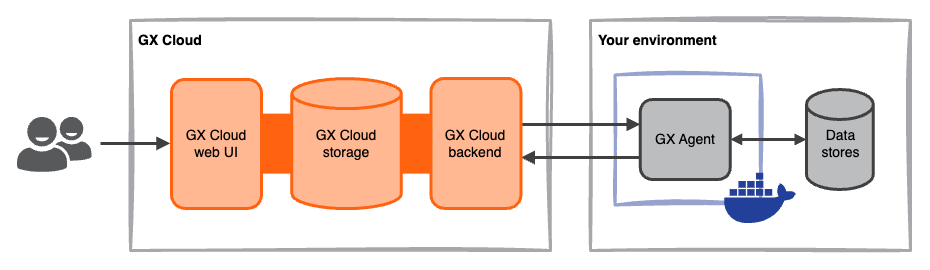 GX Cloud
GX Cloud
web UI
GX Cloud
storage
GX Cloud
backend
Your environment
GX Agent
Data
stores